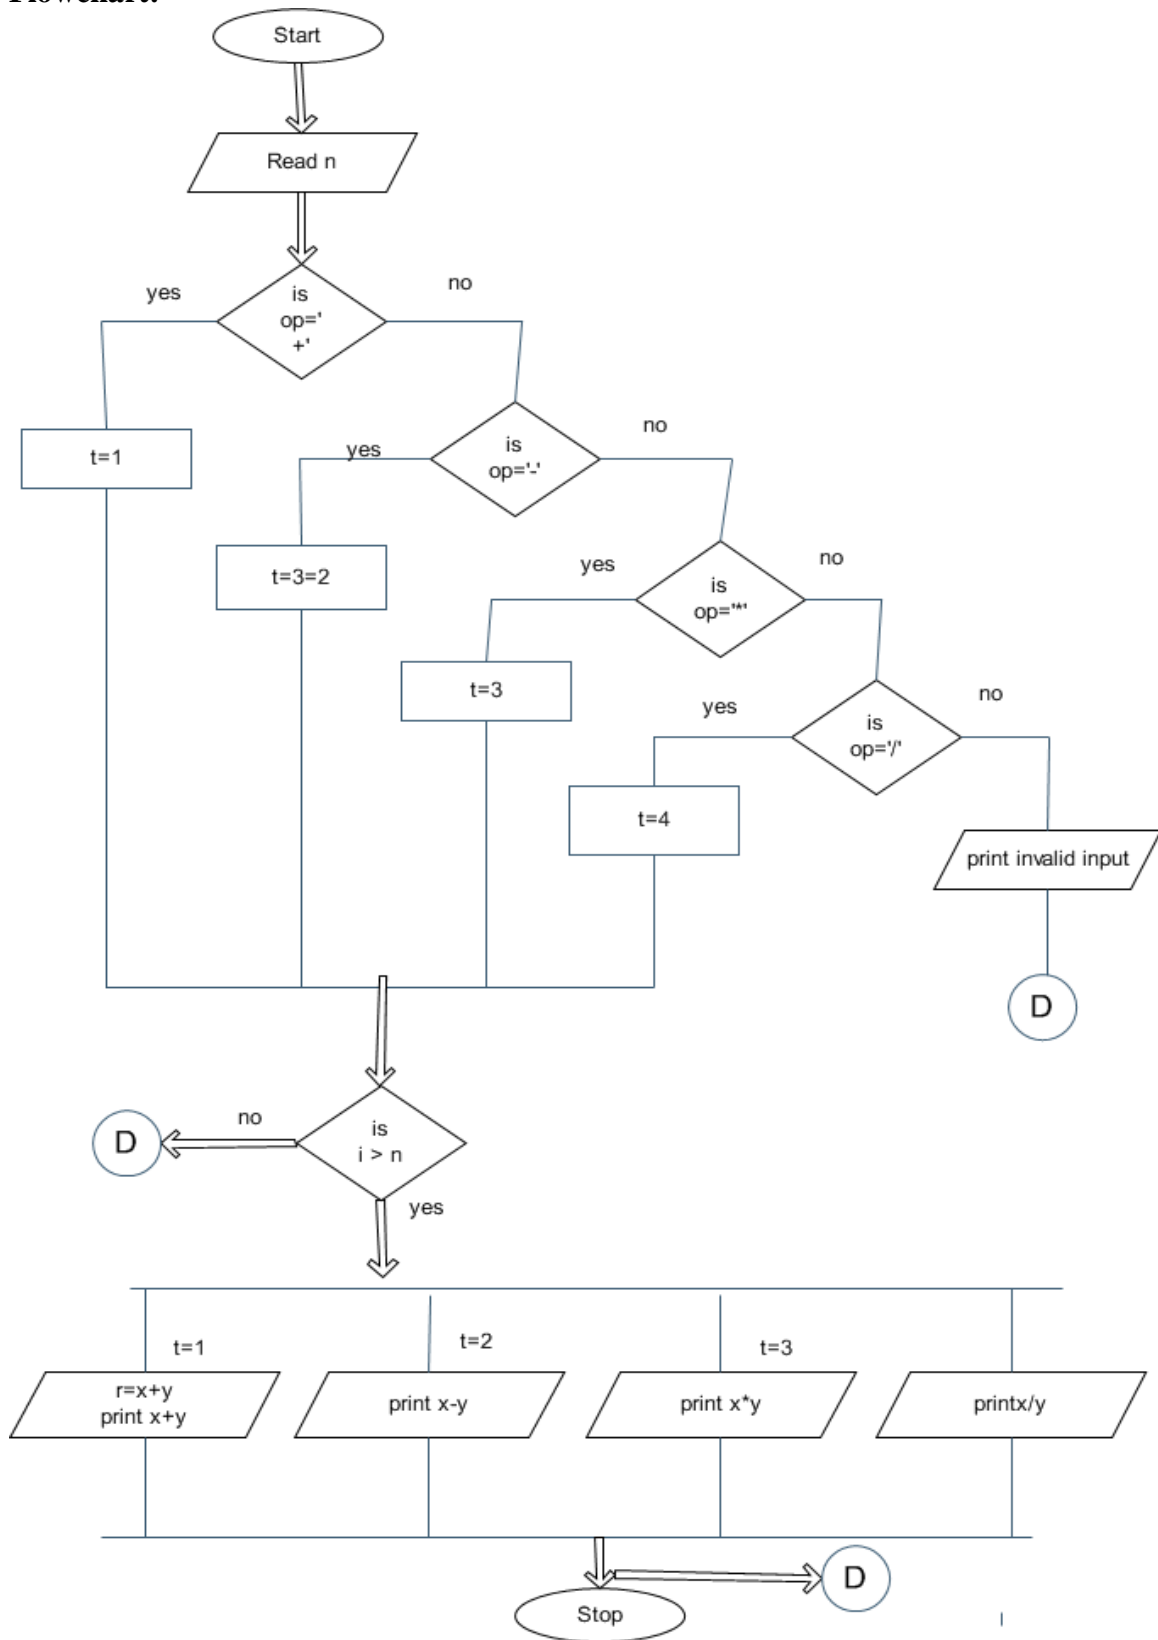 Flowchart:
Start
Read n
yes
is
op='
+'
no
t=1
yes
is
op='-'
no
t=3=2
yes
is
op='*'
no
t=3
yes
is
op='/'
no
t=4
print invalid input
D
D
no
is
i > n
yes
t=1
t=2
t=3
r=x+y
print x+y
print x-y
print x*y
printx/y
D
Stop